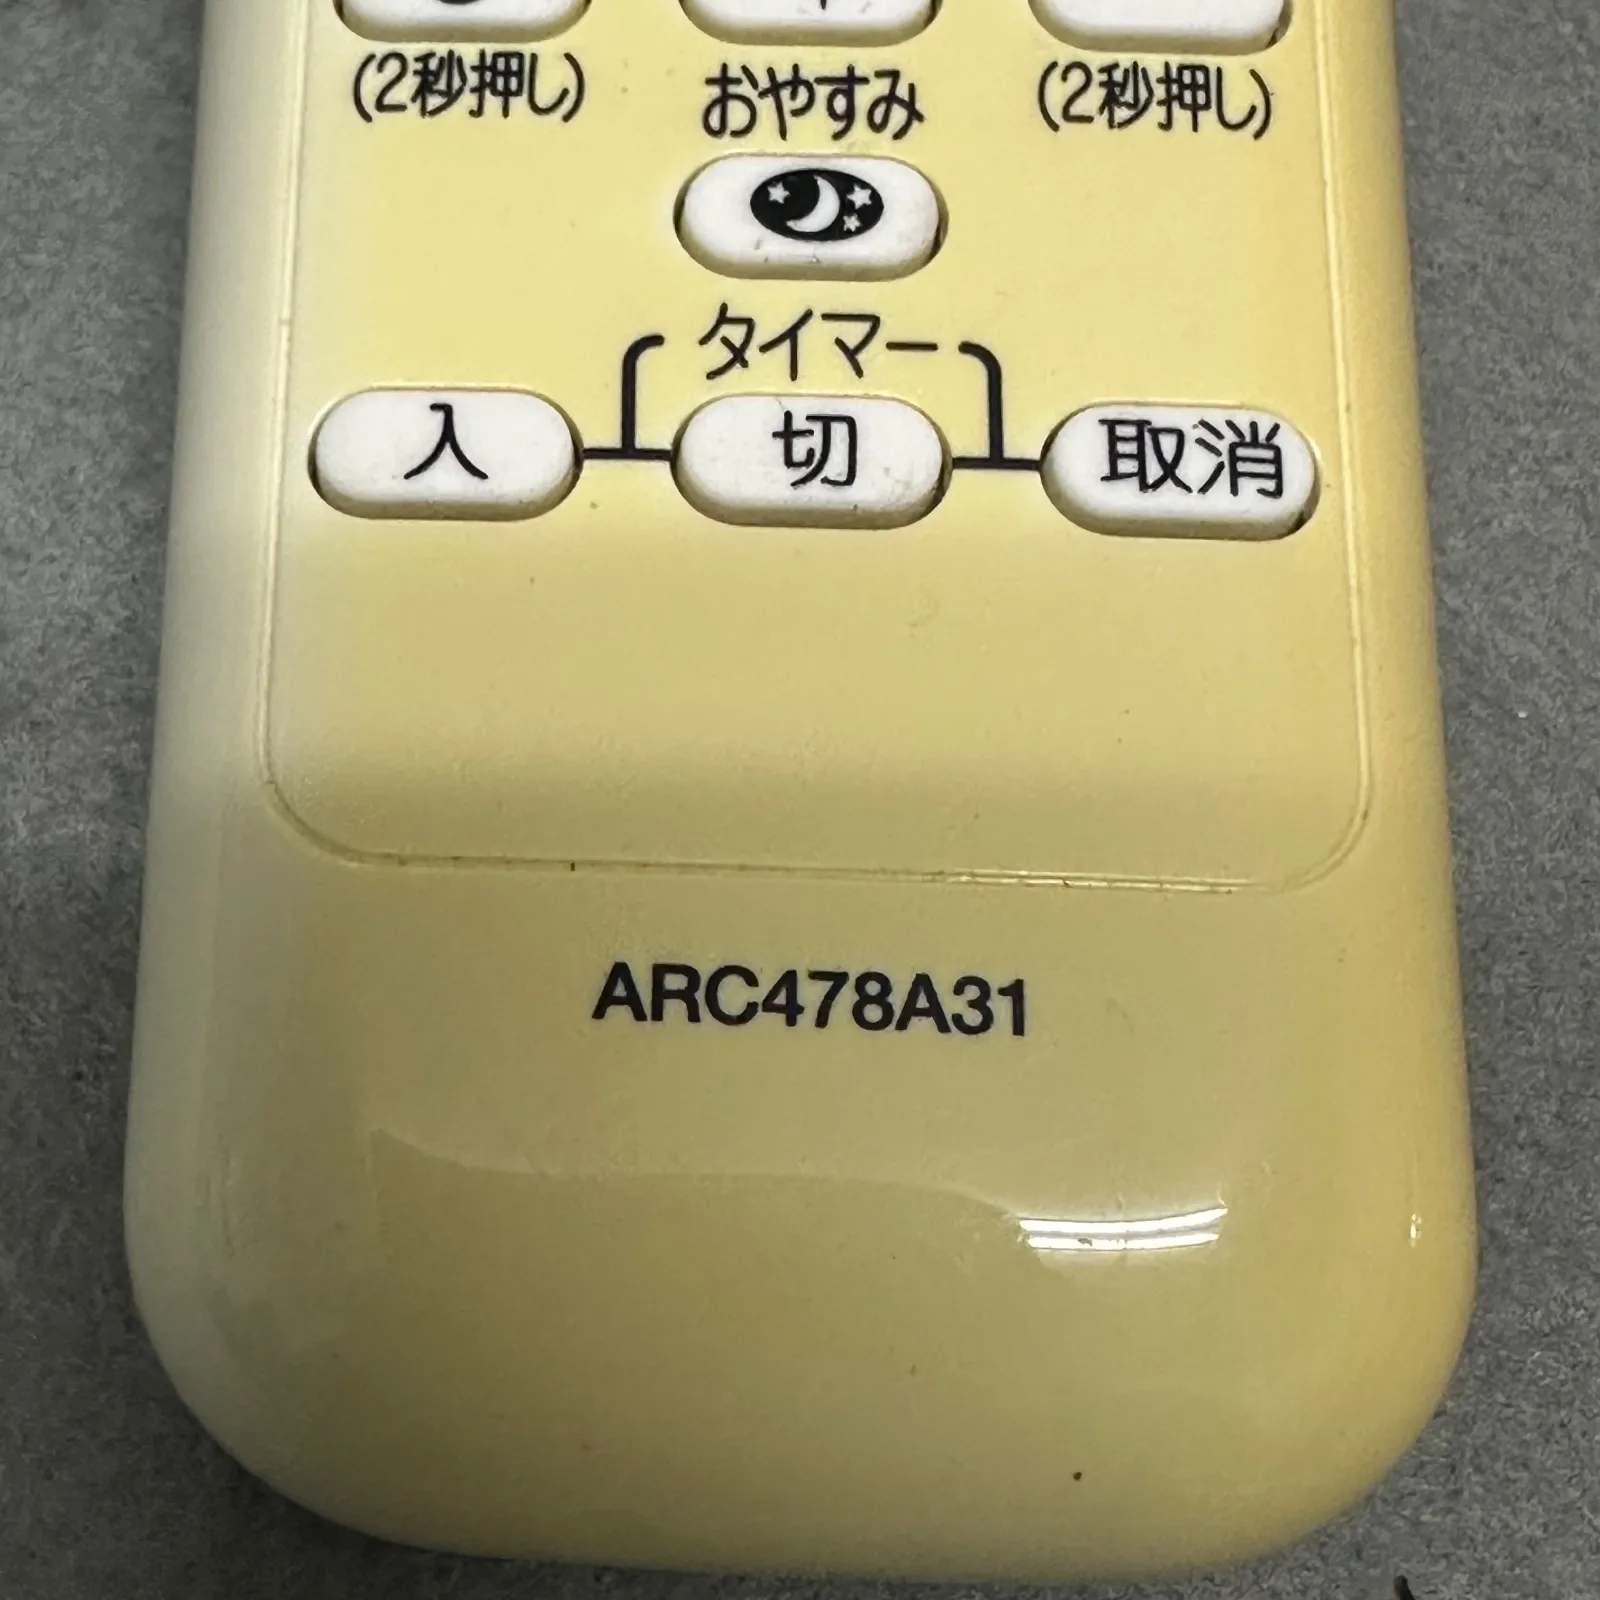 (2秒押し) おやすみ (2秒押し)
タイマー
入 切 取消
ARC478A31